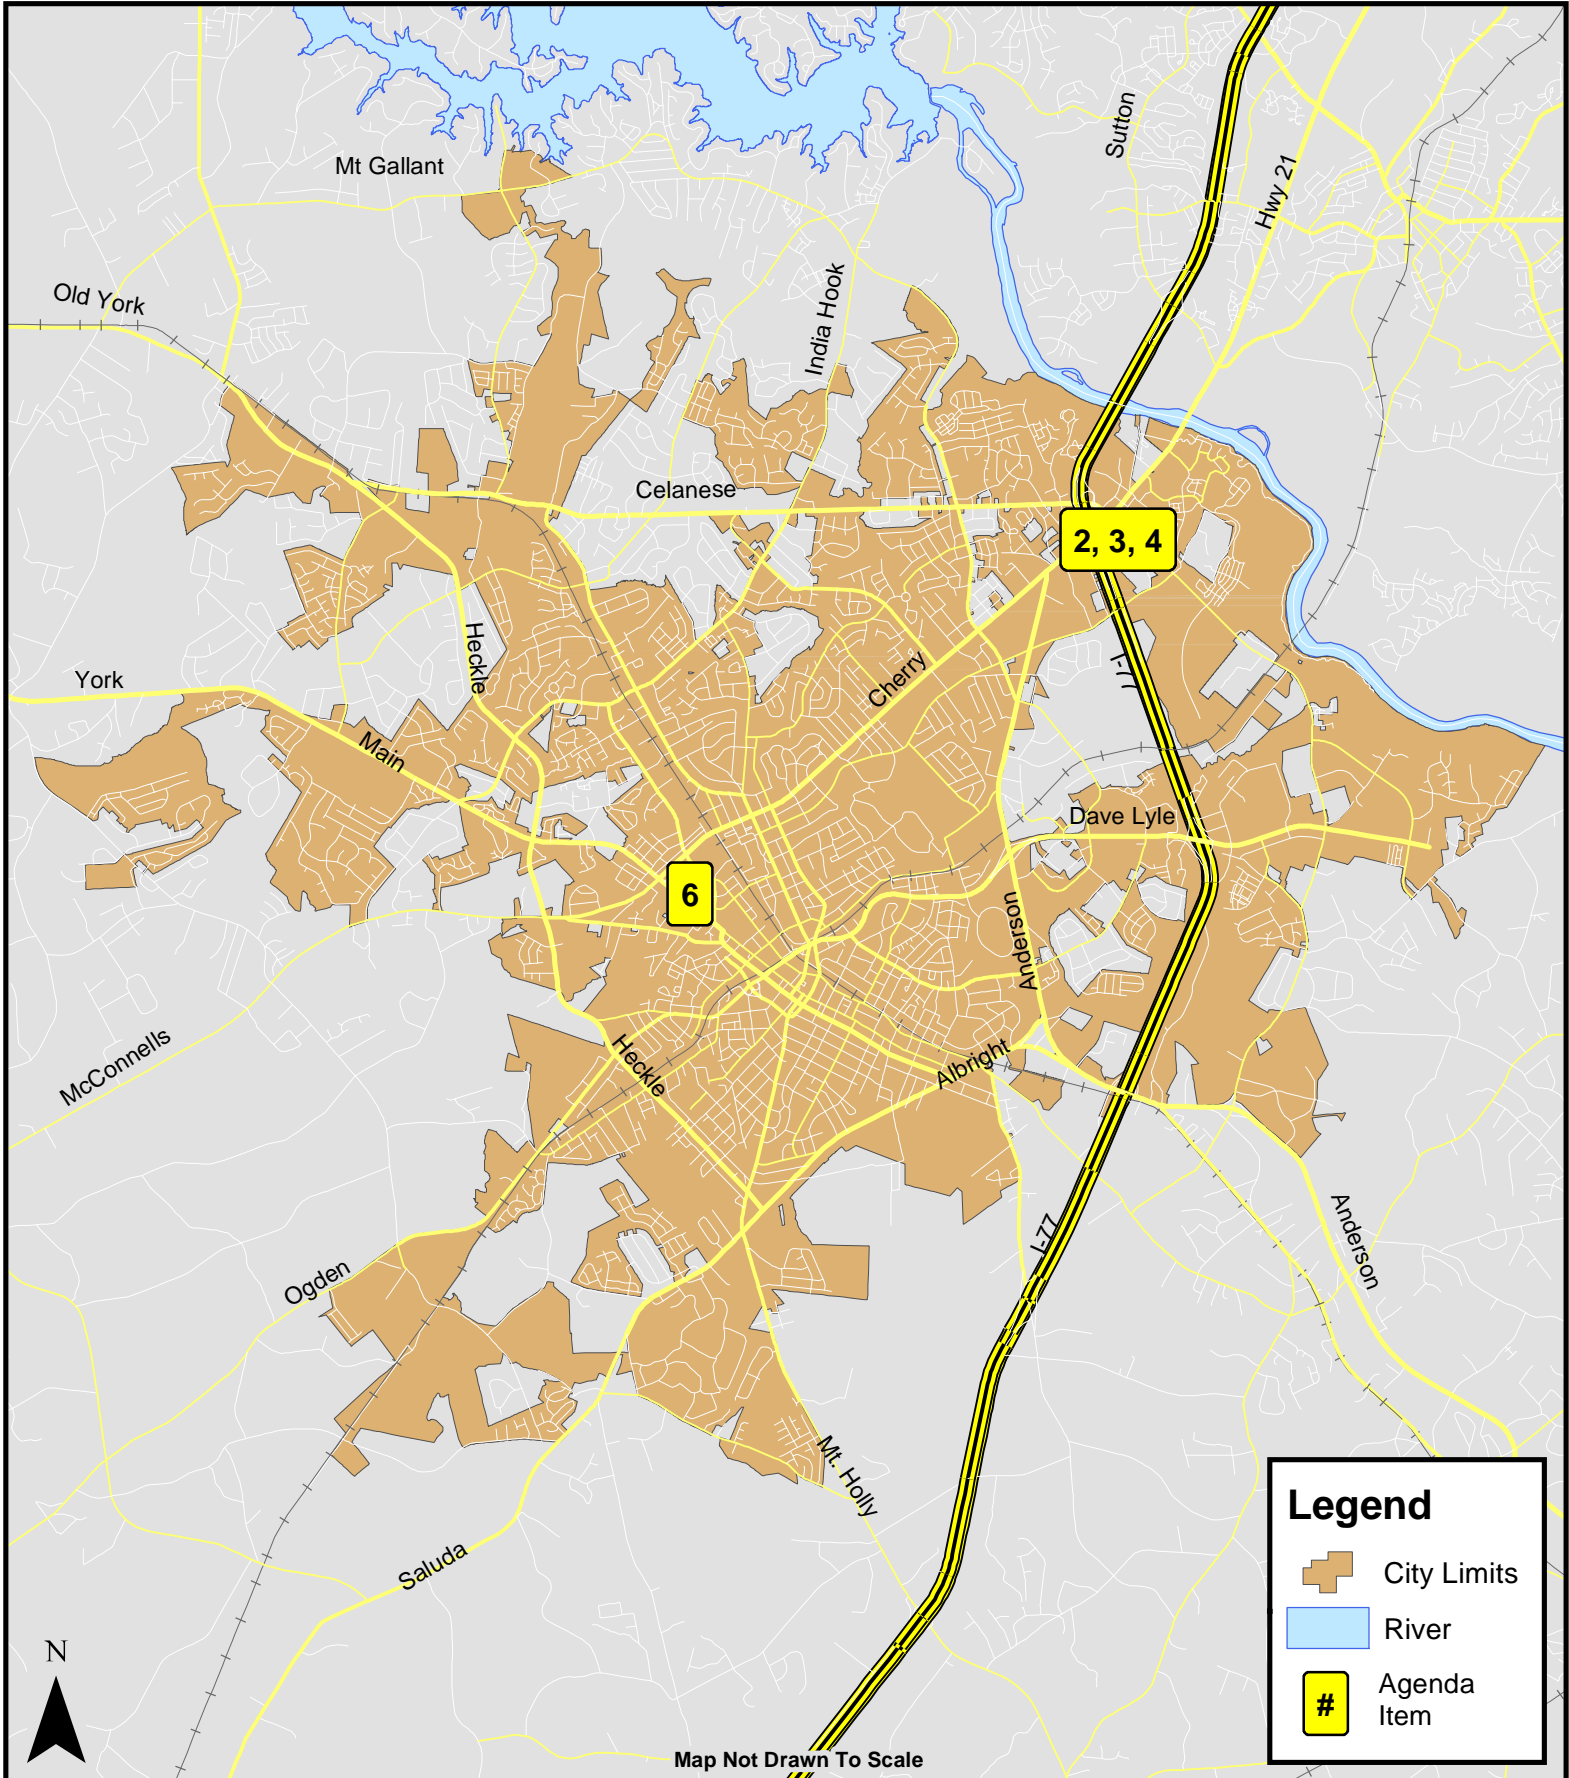 Sutton
Mt Gallant
Hwy 21
Old York
India Hook
Celanese
2, 3, 4
Heckle
I-77
York
Cherry
Main
Dave Lyle
6
Anderson
McConnells
Heckle
Albright
I-77
Anderson
Ogden
Mt. Holly
Saluda
Legend
City Limits
River
# Agenda
Item
N
Map Not Drawn To Scale